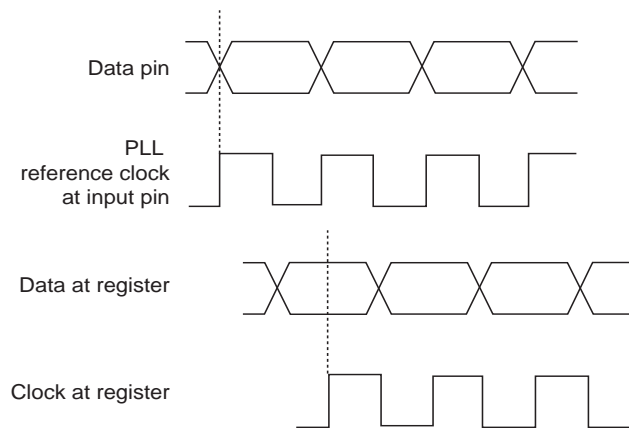 Data pin
PLL
reference clock
at input pin
Data at register
Clock at register